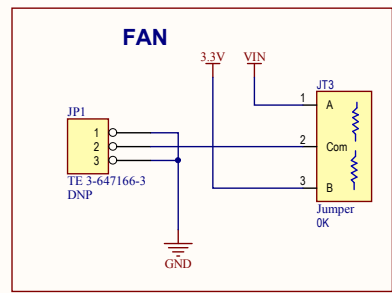 FAN
3.3V VIN
JT3
JP1
1 A
1
2
3
2 Com
3 B
TE 3-647166-3
DNP
Jumper
0K
GND